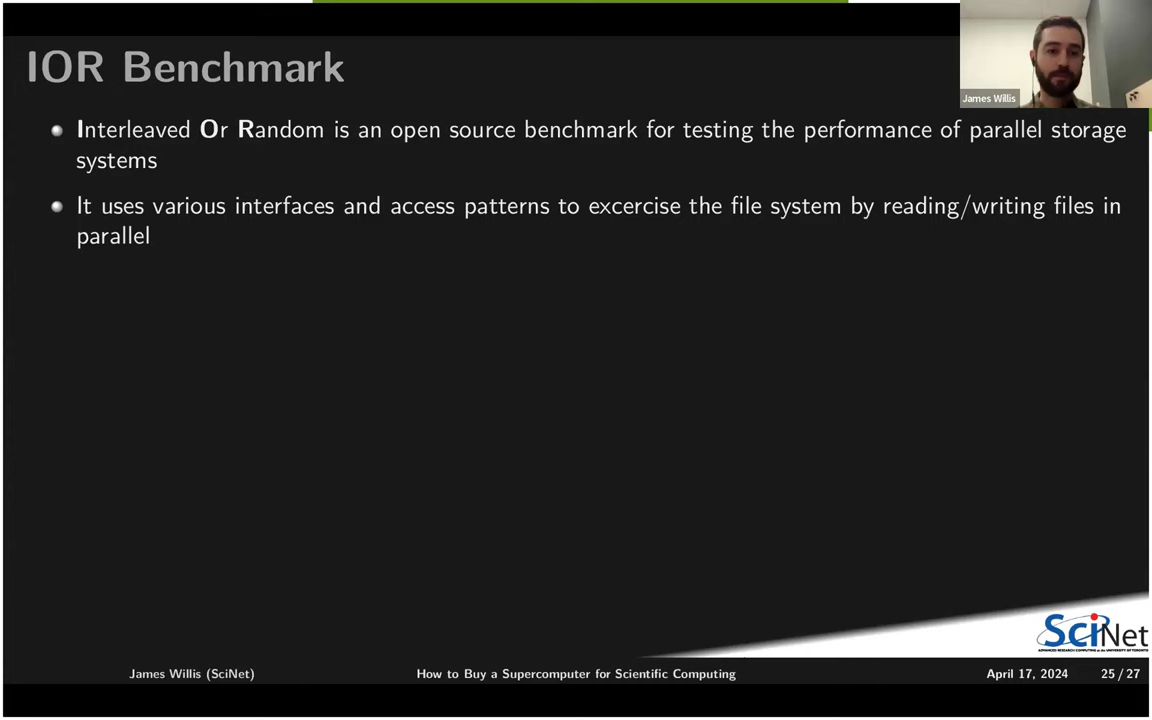 IOR Benchmark
James Willis
Interleaved Or Random is an open source benchmark for testing the performance of parallel storage
systems
It uses various interfaces and access patterns to excercise the file system by reading/writing files in
parallel
SciNet
ADVANCED RESEARCH COMPUTING at the UNIVERSITY OF TORONTO
James Willis (SciNet)
How to Buy a Supercomputer for Scientific Computing
April 17, 2024
25 / 27